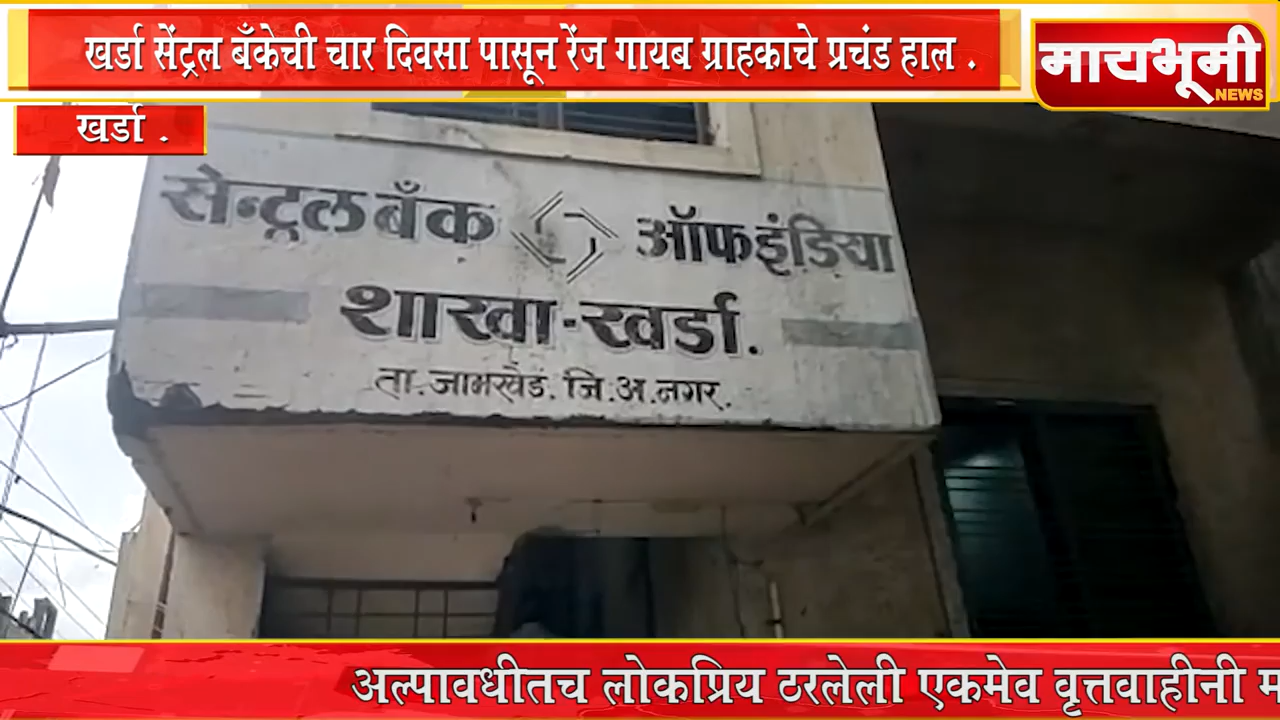 खर्डा सेंट्रल बँकेची चार दिवसा पासून रेंज गायब ग्राहकाचे प्रचंड हाल .
मायभूमी
NEWS
खर्डा .
सेन्ट्रल बँक ऑफ इंडिया
शाखा-खर्डा.
ता. जामखेड. जि. अ. नगर.
अल्पावधीतच लोकप्रिय ठरलेली एकमेव वृत्तवाहीनी